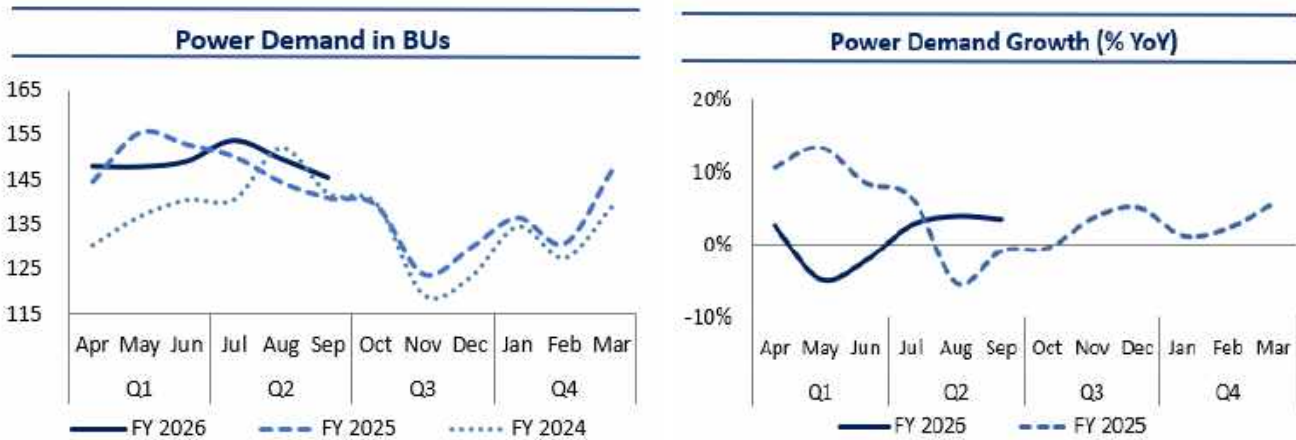 Power Demand in BUs
165
155
145
135
125
115
Apr May Jun Jul Aug Sep Oct Nov Dec Jan Feb Mar
Q1 Q2 Q3 Q4
FY 2026 FY 2025 FY 2024
Power Demand Growth (% YoY)
20%
10%
0%
-10%
Apr May Jun Jul Aug Sep Oct Nov Dec Jan Feb Mar
Q1 Q2 Q3 Q4
FY 2026 FY 2025